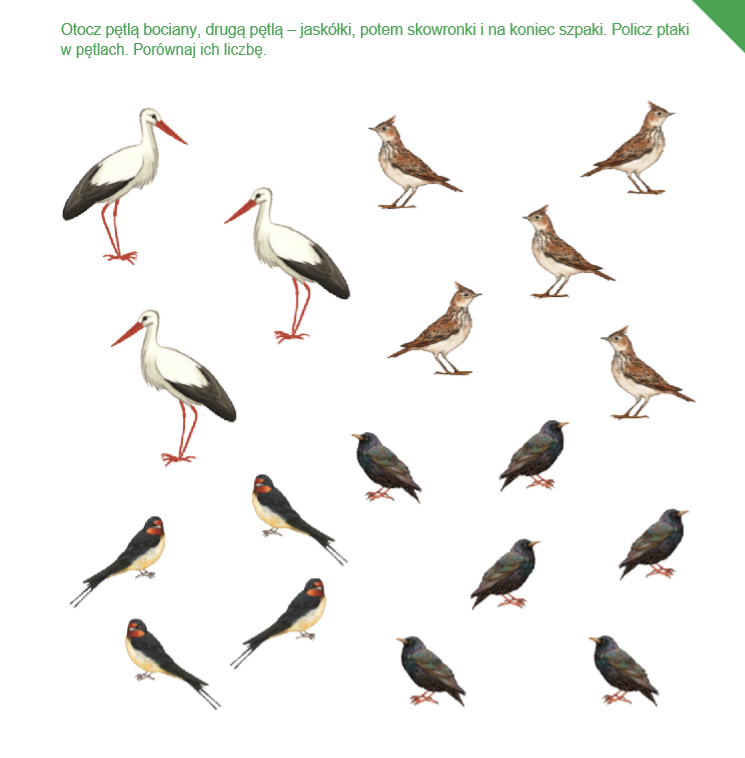 Otocz pętlą bociany, drugą pętlą – jaskółki, potem skowronki i na koniec szpaki. Policz ptaki
w pętlach. Porównaj ich liczbę.